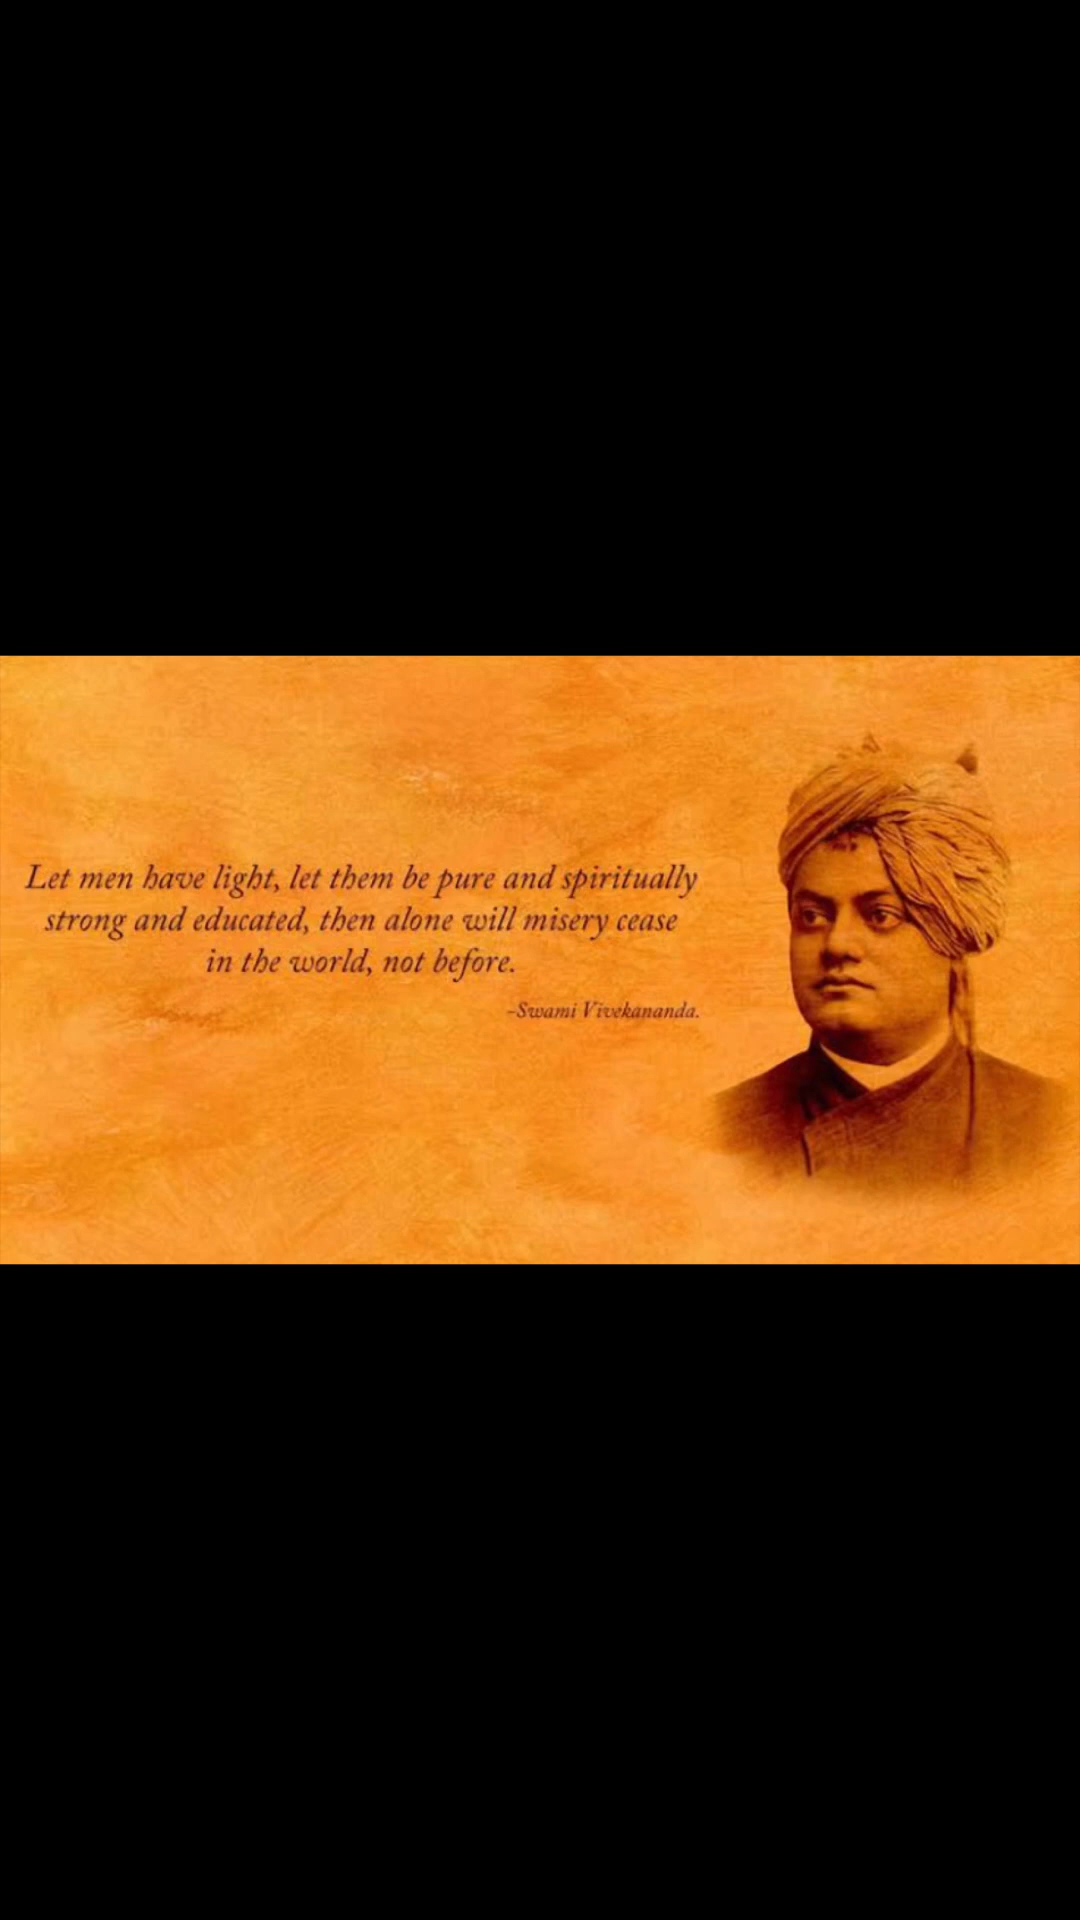 Let men have light, let them be pure and spiritually
strong and educated, then alone will misery cease
in the world, not before.
-Swami Vivekananda.